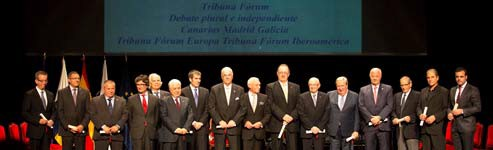 Tribuna Fórum
Debate plural e independiente
Canarias Madrid Galicia
Tribuna Fórum Europa Tribuna Fórum Iberoamérica